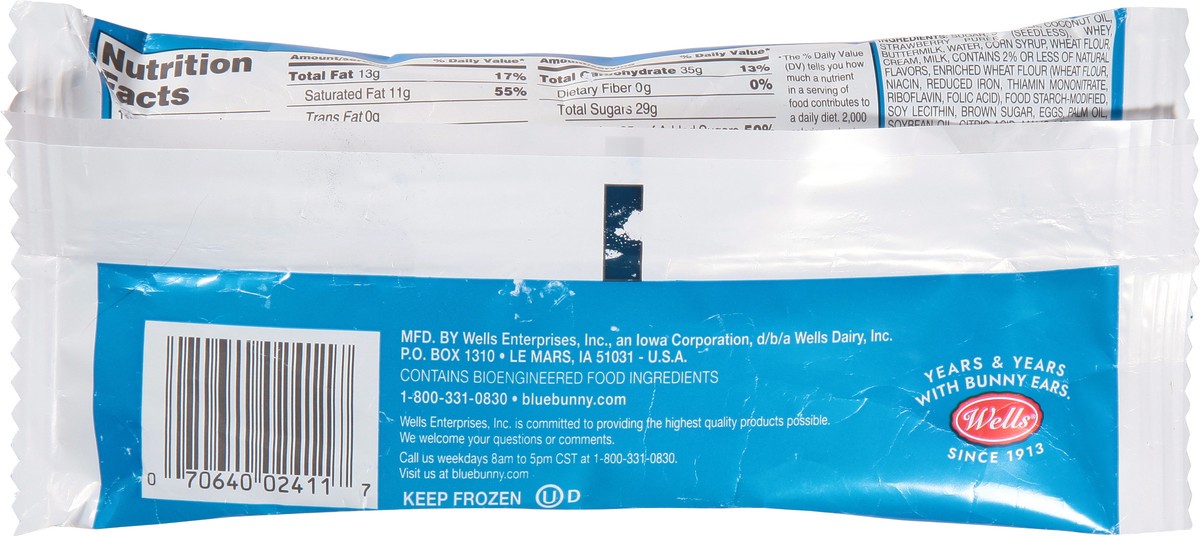 Nutrition
Facts
% Daily Value*
Total Fat 13g 17%
Saturated Fat 11g 55%
Trans Fat 0g
% Daily Value*
Total Carbohydrate 35g 13%
Dietary Fiber 0g 0%
Total Sugars 29g
*The % Daily Value
(DV) tells you how
much a nutrient
in a serving of
food contributes to
a daily diet. 2,000
COCONUT OIL,
STRAWBERRY (SEEDLESS), WHEY
BUTTERMILK, WATER, CORN SYRUP, WHEAT FLOUR,
CREAM, MILK, CONTAINS 2% OR LESS OF NATURAL
FLAVORS, ENRICHED WHEAT FLOUR (WHEAT FLOUR,
NIACIN, REDUCED IRON, THIAMIN MONONITRATE,
RIBOFLAVIN, FOLIC ACID), FOOD STARCH-MODIFIED,
SOY LECITHIN, BROWN SUGAR, EGGS, PALM OIL,
MFD. BY Wells Enterprises, Inc., an Iowa Corporation, d/b/a Wells Dairy, Inc.
P.O. BOX 1310 • LE MARS, IA 51031 - U.S.A.
CONTAINS BIOENGINEERED FOOD INGREDIENTS
1-800-331-0830 • bluebunny.com
Wells Enterprises, Inc. is committed to providing the highest quality products possible.
We welcome your questions or comments.
Call us weekdays 8am to 5pm CST at 1-800-331-0830.
Visit us at bluebunny.com
KEEP FROZEN U D
0 70640 02411 7
YEARS & YEARS
WITH BUNNY EARS.
Wells®
SINCE 1913